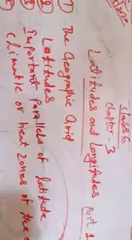 Class 6
Chapter - 3
Latitudes and Longitudes Part 1
① The Geographic Grid
② Latitudes
③ Important Parallels of latitude
Climatic or heat zones of the